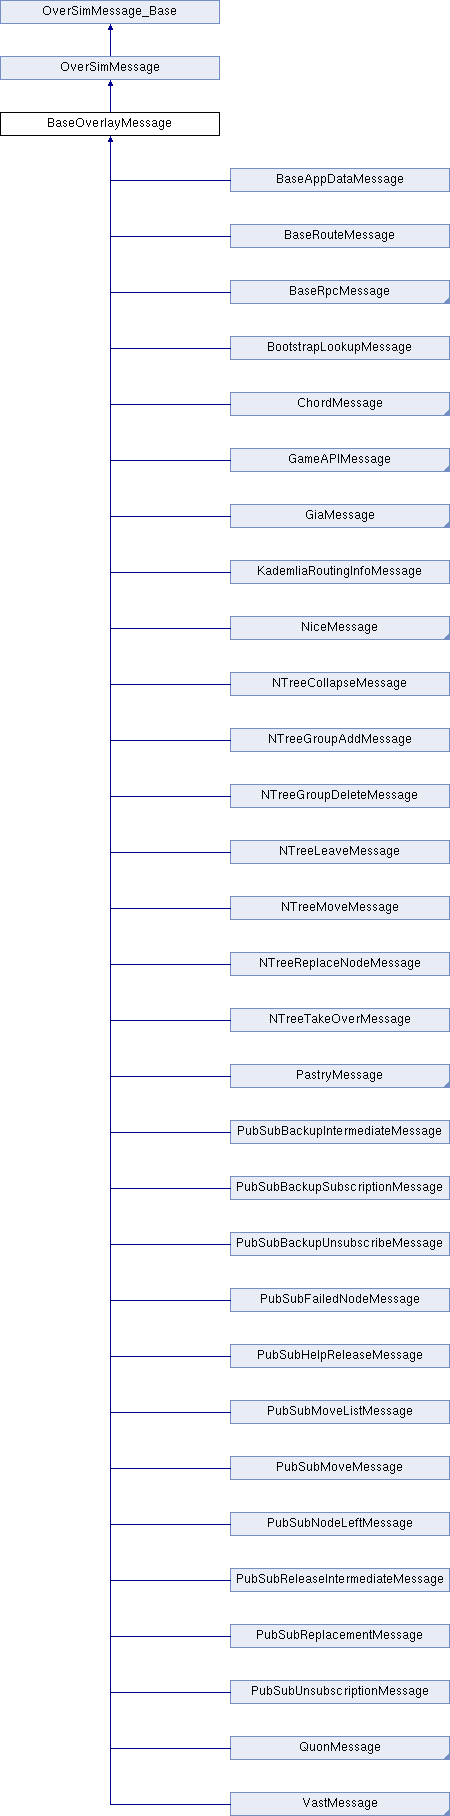 OverSimMessage_Base
OverSimMessage
BaseOverlayMessage
BaseAppDataMessage
BaseRouteMessage
BaseRpcMessage
BootstrapLookupMessage
ChordMessage
GameAPIMessage
GiaMessage
KademliaRoutingInfoMessage
NiceMessage
NTreeCollapseMessage
NTreeGroupAddMessage
NTreeGroupDeleteMessage
NTreeLeaveMessage
NTreeMoveMessage
NTreeReplaceNodeMessage
NTreeTakeOverMessage
PastryMessage
PubSubBackupIntermediateMessage
PubSubBackupSubscriptionMessage
PubSubBackupUnsubscribeMessage
PubSubFailedNodeMessage
PubSubHelpReleaseMessage
PubSubMoveListMessage
PubSubMoveMessage
PubSubNodeLeftMessage
PubSubReleaseIntermediateMessage
PubSubReplacementMessage
PubSubUnsubscriptionMessage
QuonMessage
VastMessage